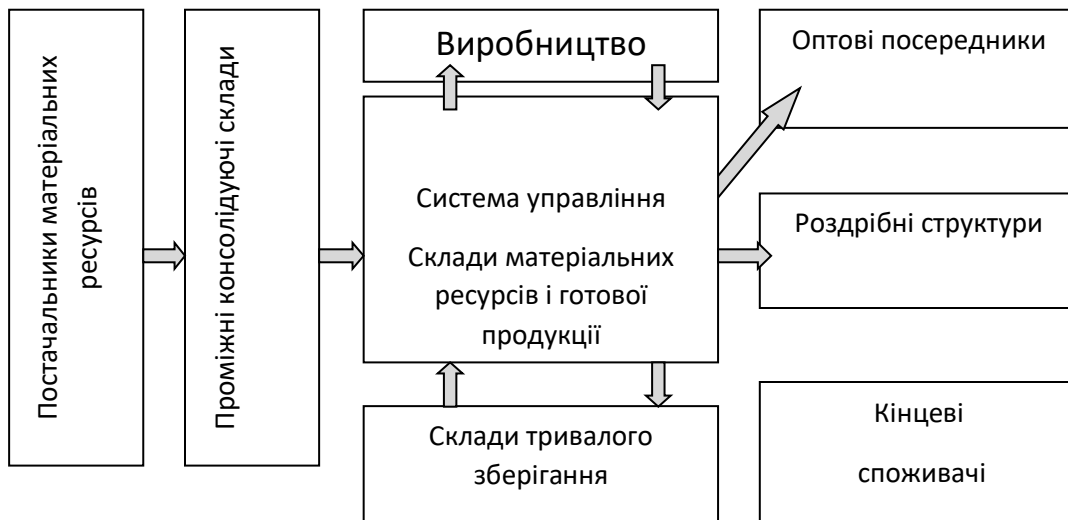 Постачальники матеріальних
ресурсів
Проміжні консолідуючі склади
Виробництво
Система управління
Склади матеріальних
ресурсів і готової
продукції
Склади тривалого
зберігання
Оптові посередники
Роздрібні структури
Кінцеві
споживачі